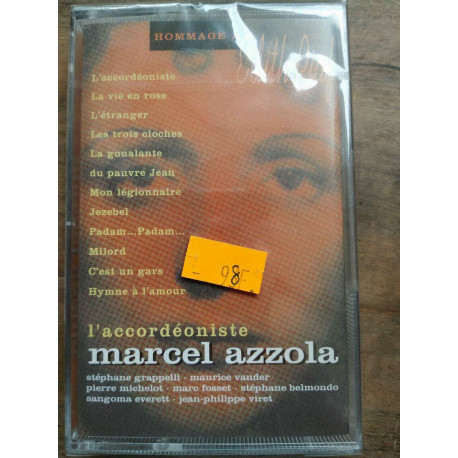 HOMMAGE
L'accordéoniste
La vie en rose
L'étranger
Les trois cloches
La goualante
du pauvre Jean
Mon légionnaire
Jezebel
Padam...Padam...
Milord
C'est un gars
Hymne à l'amour
l'accordéoniste
marcel azzola
stéphane grappelli - maurice vander
pierre michelot - marc fosset - stéphane belmondo
sangoma everett - jean-philippe viret